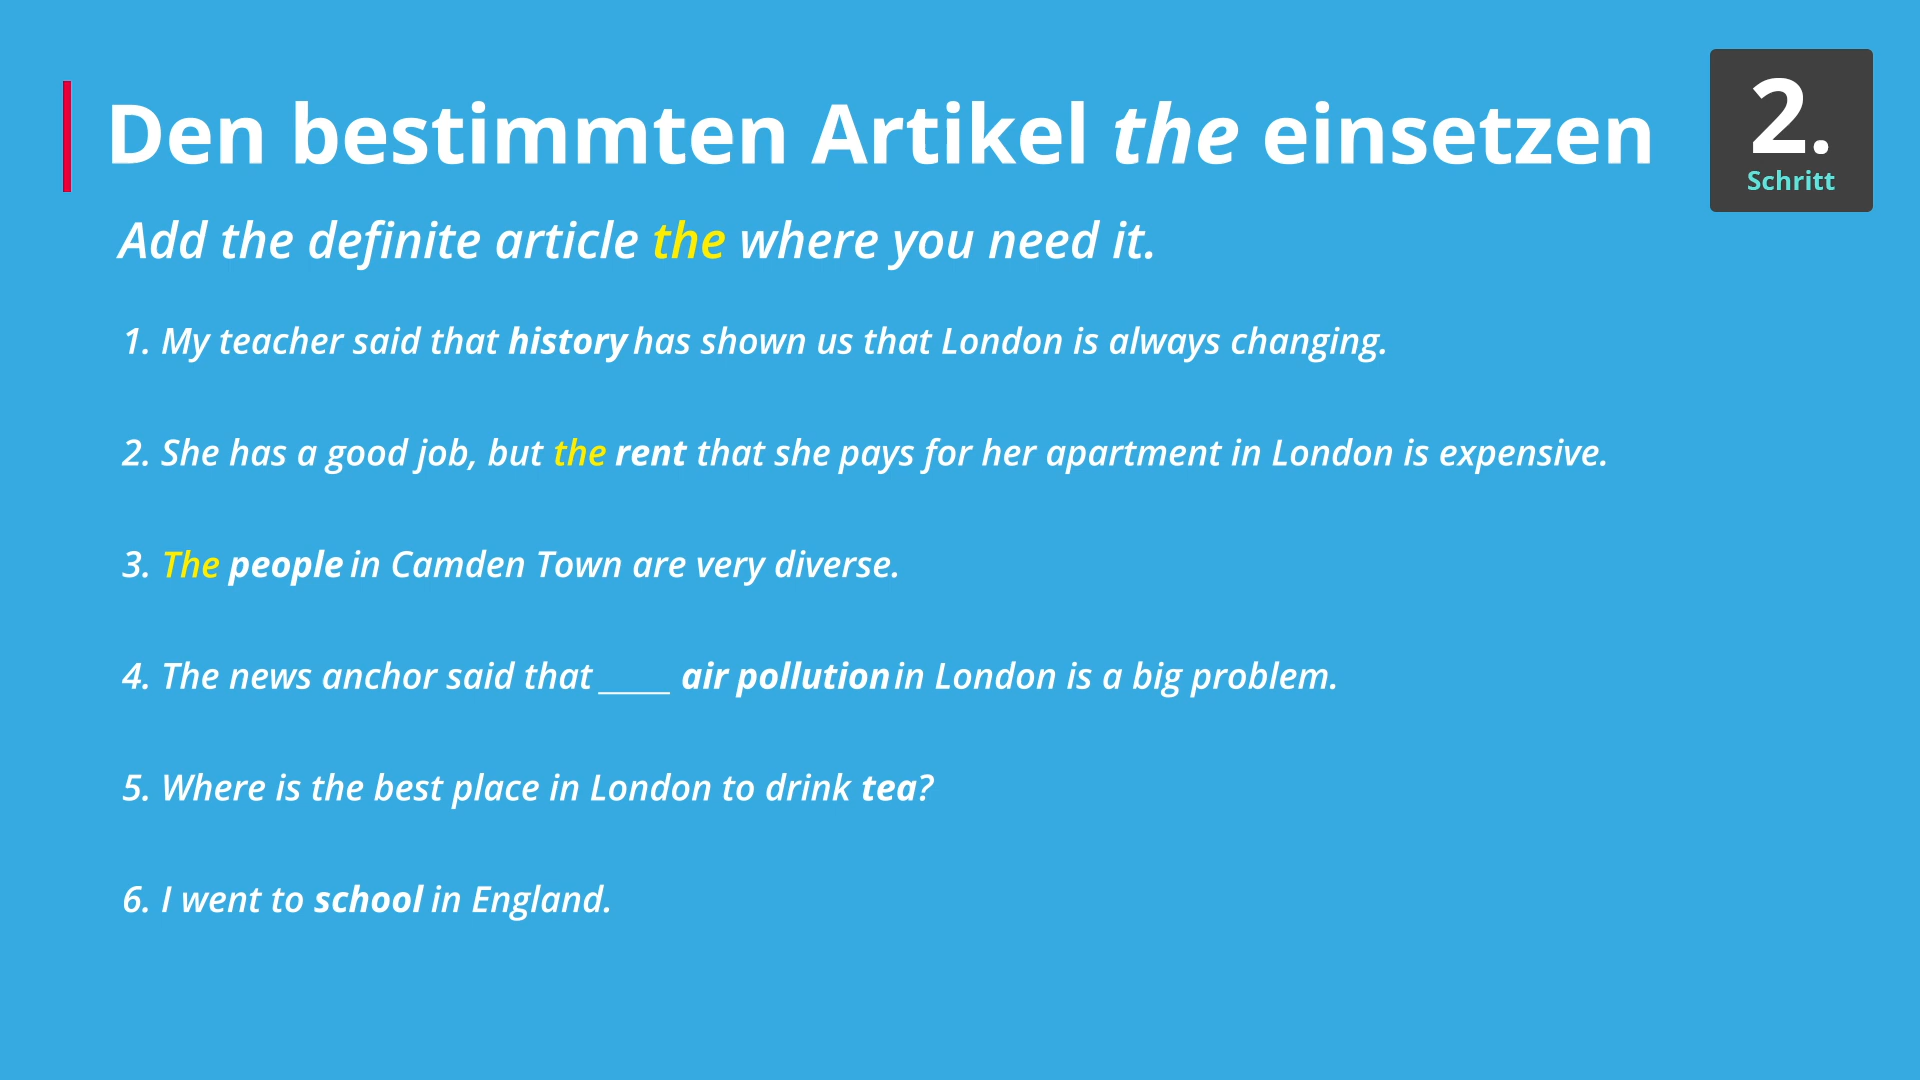 Den bestimmten Artikel the einsetzen
2.
Schritt
Add the definite article the where you need it.
1. My teacher said that history has shown us that London is always changing.
2. She has a good job, but the rent that she pays for her apartment in London is expensive.
3. The people in Camden Town are very diverse.
4. The news anchor said that _____ air pollution in London is a big problem.
5. Where is the best place in London to drink tea?
6. I went to school in England.